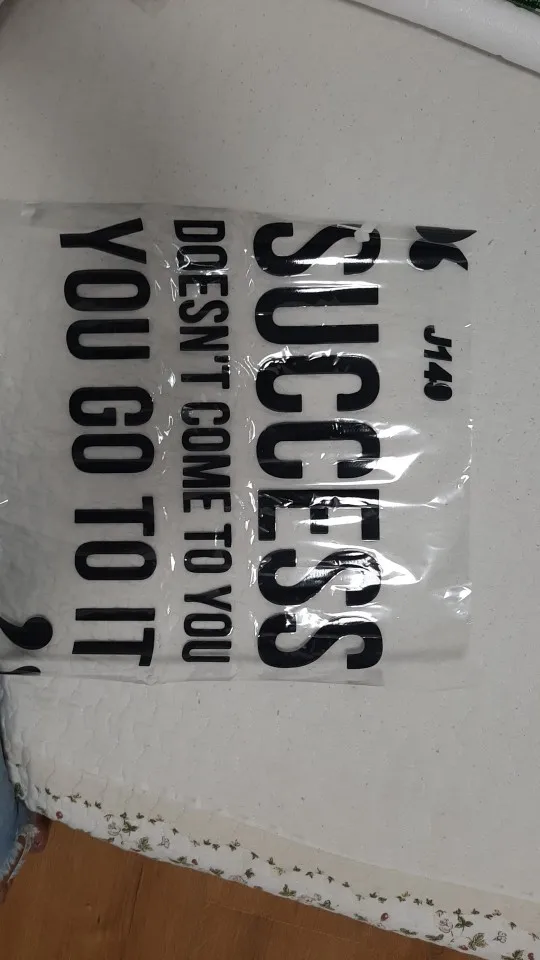 J140
SUCCESS
DOESN'T COME TO YOU
YOU GO TO IT